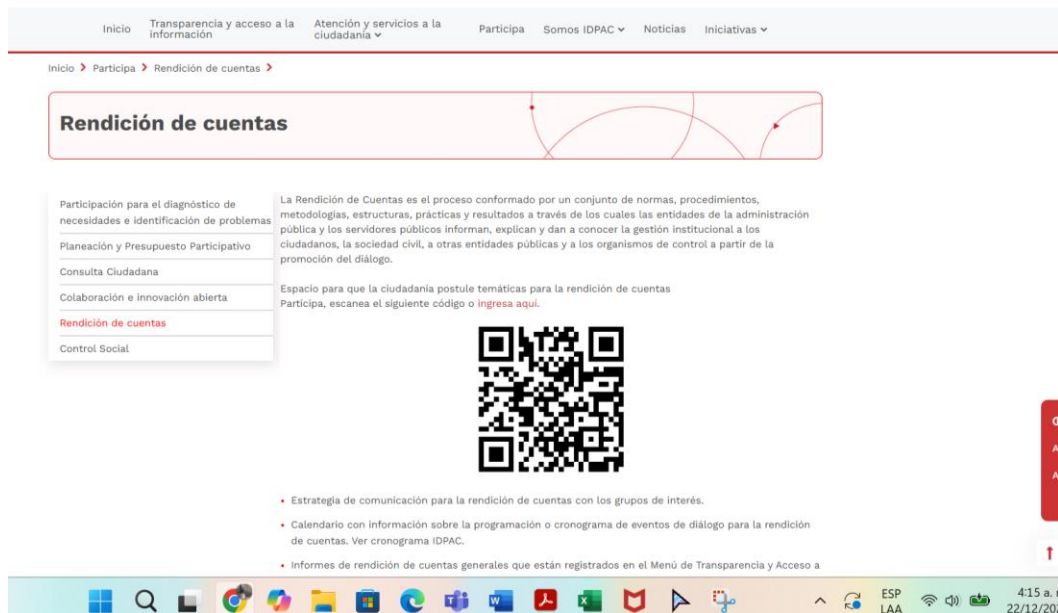 Inicio
Transparencia y acceso a la
información
Atención y servicios a la
ciudadanía
Participa
Somos IDPAC
Noticias
Iniciativas
Inicio > Participa > Rendición de cuentas >
Rendición de cuentas
Participación para el diagnóstico de
necesidades e identificación de problemas
Planeación y Presupuesto Participativo
Consulta Ciudadana
Colaboración e innovación abierta
Rendición de cuentas
Control Social
La Rendición de Cuentas es el proceso conformado por un conjunto de normas, procedimientos,
metodologías, estructuras, prácticas y resultados a través de los cuales las entidades de la administración
pública y los servidores públicos informan, explican y dan a conocer la gestión institucional a los
ciudadanos, la sociedad civil, a otras entidades públicas y a los organismos de control a partir de la
promoción del diálogo.
Espacio para que la ciudadanía postule temáticas para la rendición de cuentas
Participa, escanea el siguiente código o ingresa aquí.
• Estrategia de comunicación para la rendición de cuentas con los grupos de interés.
• Calendario con información sobre la programación o cronograma de eventos de diálogo para la rendición
de cuentas. Ver cronograma IDPAC.
• Informes de rendición de cuentas generales que están registrados en el Menú de Transparencia y Acceso a
ESP
LAA
4:15 a.
22/12/20